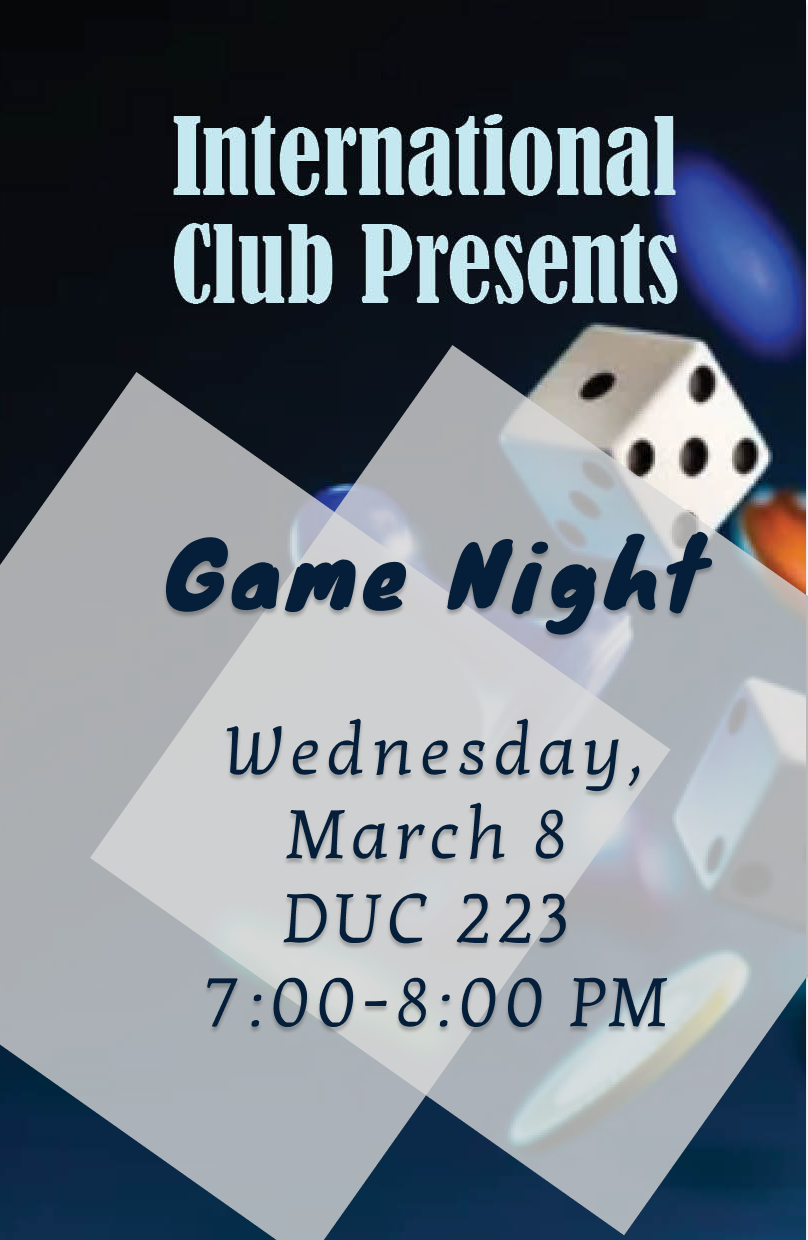 International
Club Presents
Game Night
Wednesday,
March 8
DUC 223
7:00-8:00 PM